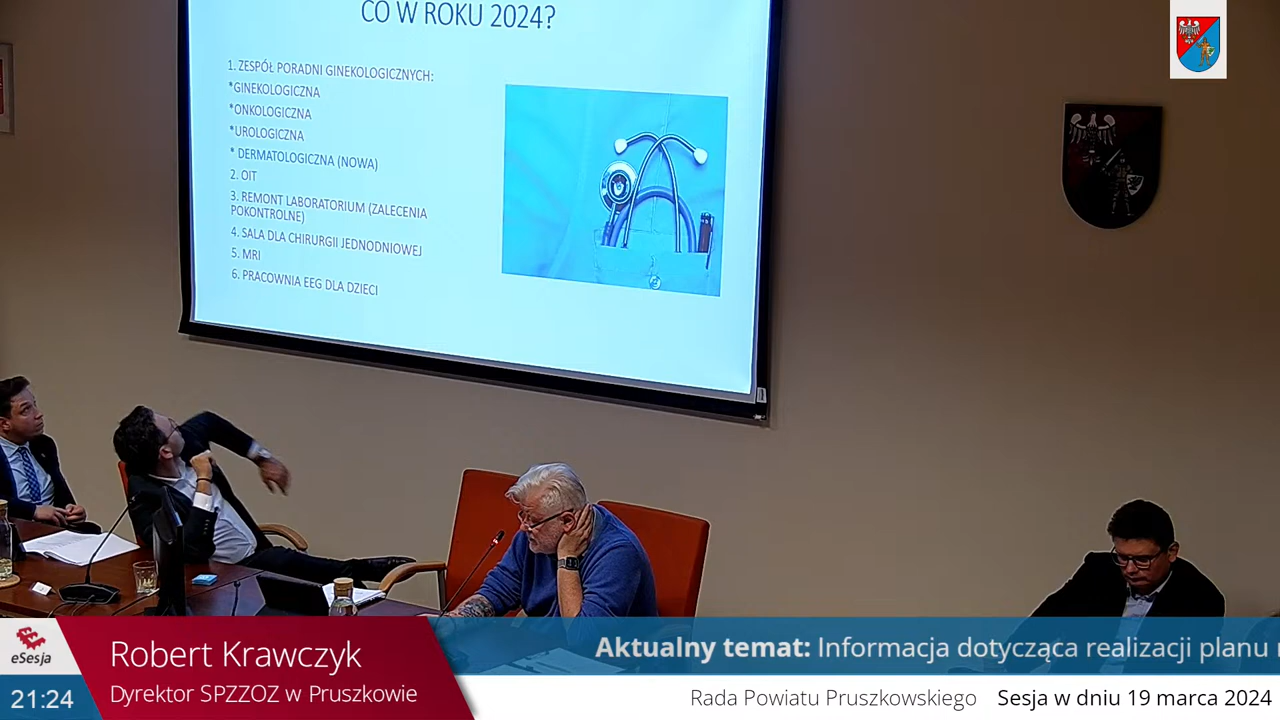 CO W ROKU 2024?
1. ZESPÓŁ PORADNI GINEKOLOGICZNYCH:
*GINEKOLOGICZNA
*ONKOLOGICZNA
*UROLOGICZNA
* DERMATOLOGICZNA (NOWA)
2. OIT
3. REMONT LABORATORIUM (ZALECENIA
POKONTROLNE)
4. SALA DLA CHIRURGII JEDNODNIOWEJ
5. MRI
6. PRACOWNIA EEG DLA DZIECI
eSesja
21:24
Robert Krawczyk
Dyrektor SPZZOZ w Pruszkowie
Aktualny temat: Informacja dotycząca realizacji planu
Rada Powiatu Pruszkowskiego Sesja w dniu 19 marca 2024